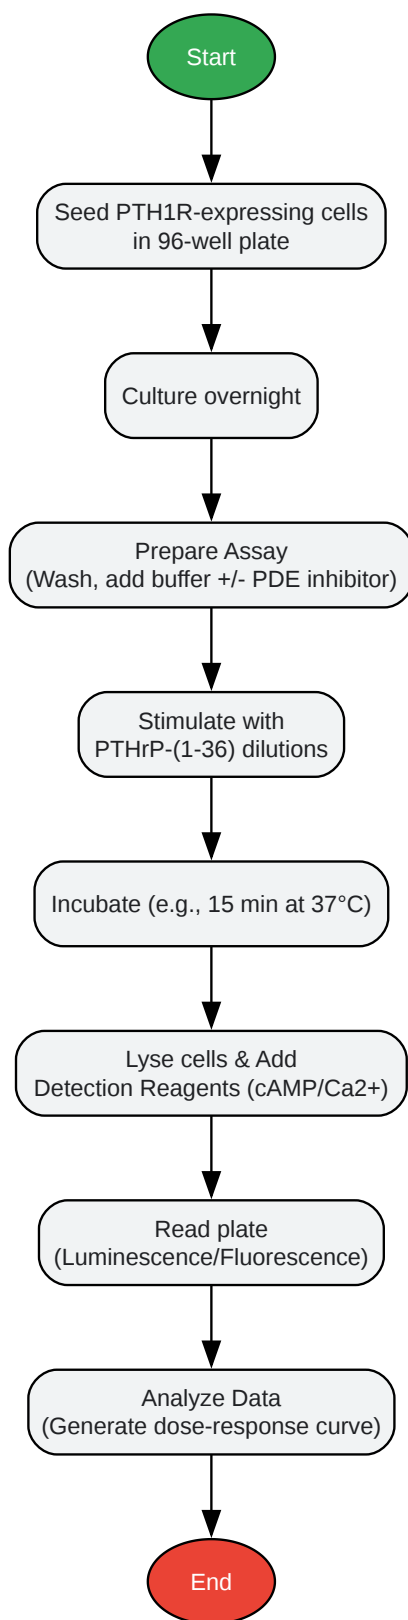 Start
Seed PTH1R-expressing cells
in 96-well plate
Culture overnight
Prepare Assay
(Wash, add buffer +/- PDE inhibitor)
Stimulate with
PTHrP-(1-36) dilutions
Incubate (e.g., 15 min at 37°C)
Lyse cells & Add
Detection Reagents (cAMP/Ca2+)
Read plate
(Luminescence/Fluorescence)
Analyze Data
(Generate dose-response curve)
End